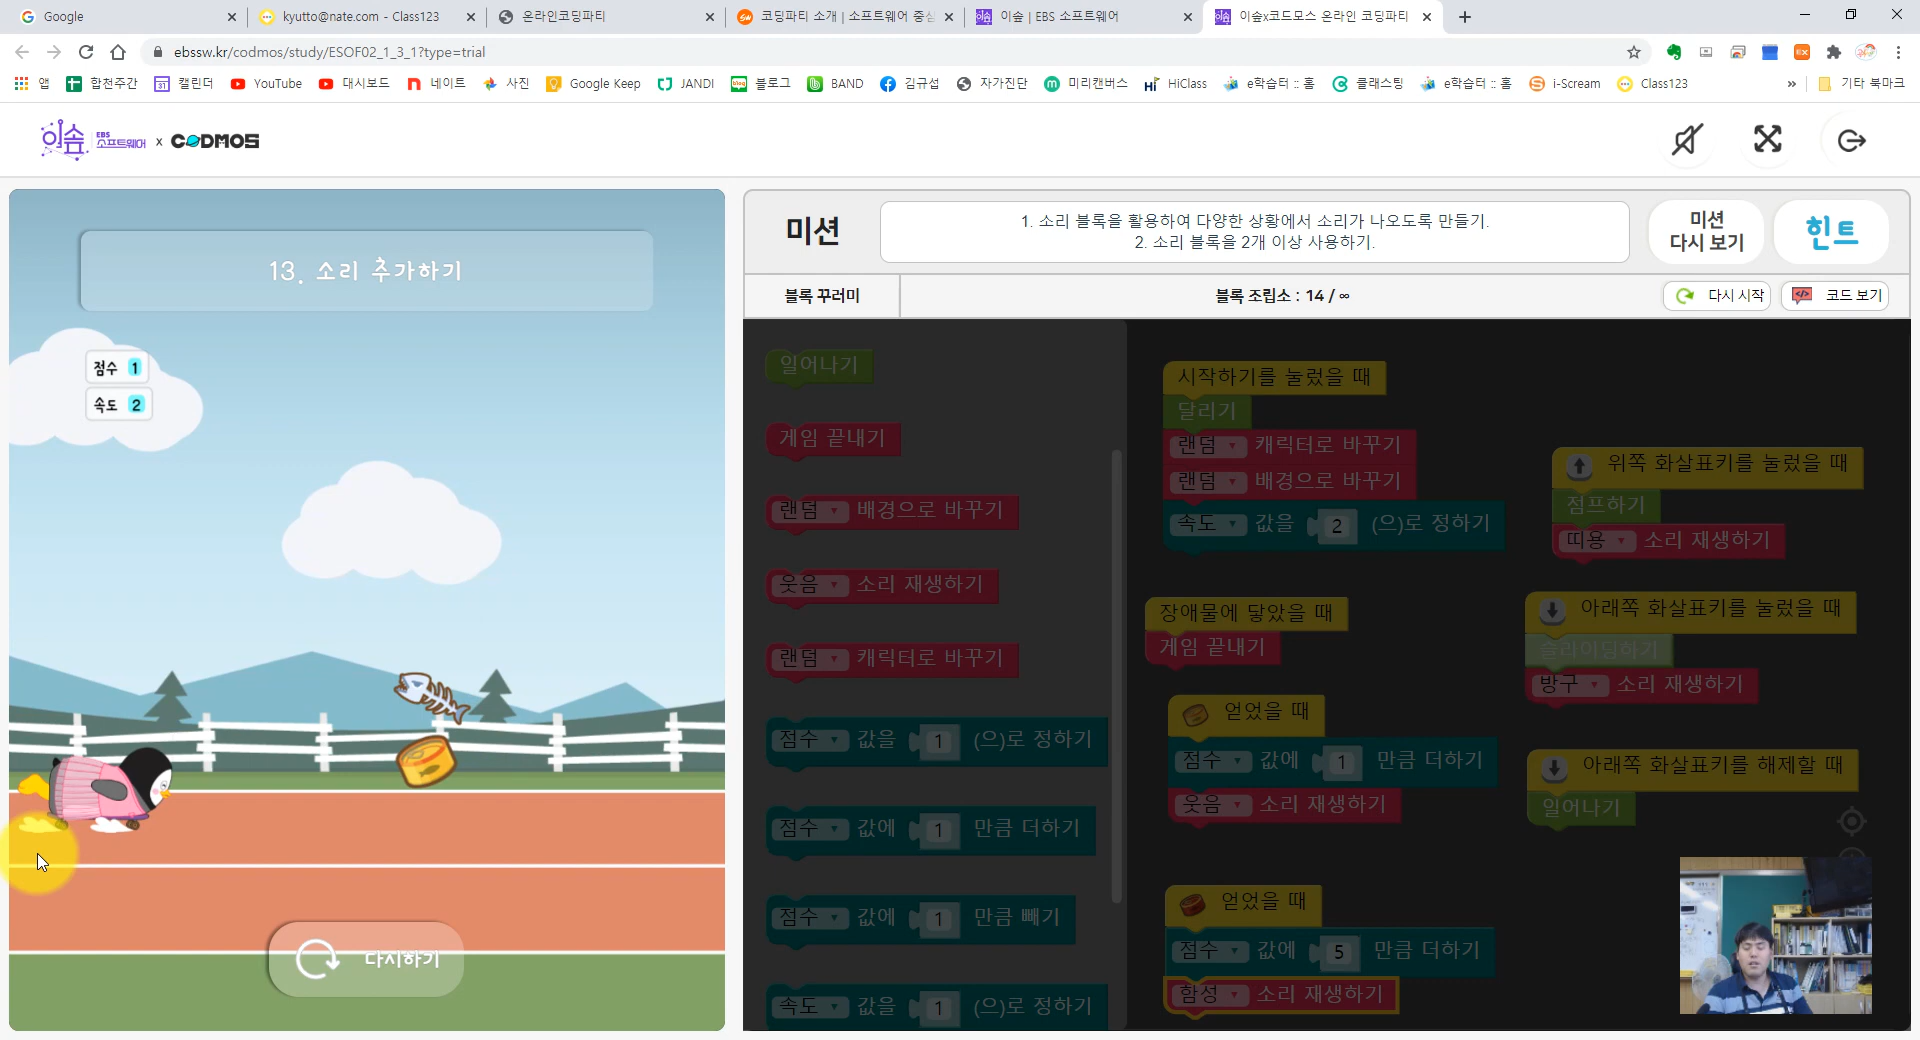 Google
kyutto@nate.com - Class123
온라인코딩파티
코딩파티 소개 | 소프트웨어 중심
이솦 | EBS 소프트웨어
이솦x코드모스 온라인 코딩파티
ebssw.kr/codmos/study/ESOF02_1_3_1?type=trial
앱
합천주간
캘린더
YouTube
대시보드
네이트
사진
Google Keep
JANDI
블로그
BAND
김규섭
자가진단
미리캔버스
HiClass
e학습터 :: 홈
클래스팅
e학습터 :: 홈
i-Scream
Class123
»
기타 북마크
이솦 EBS 소프트웨어 x CODMOS
13. 소리 추가하기
점수 1
속도 2
다시하기
미션
1. 소리 블록을 활용하여 다양한 상황에서 소리가 나오도록 만들기.
2. 소리 블록을 2개 이상 사용하기.
미션
다시 보기
힌트
블록 꾸러미
블록 조립소 : 14 / ∞
다시 시작
코드 보기
일어나기
게임 끝내기
랜덤 배경으로 바꾸기
웃음 소리 재생하기
랜덤 캐릭터로 바꾸기
점수 값을 1 (으)로 정하기
점수 값에 1 만큼 더하기
점수 값에 1 만큼 빼기
속도 값을 1 (으)로 정하기
시작하기를 눌렀을 때
달리기
랜덤 캐릭터로 바꾸기
랜덤 배경으로 바꾸기
속도 값을 2 (으)로 정하기
장애물에 닿았을 때
게임 끝내기
얻었을 때
점수 값에 1 만큼 더하기
웃음 소리 재생하기
얻었을 때
점수 값에 5 만큼 더하기
함성 소리 재생하기
위쪽 화살표키를 눌렀을 때
점프하기
띠용 소리 재생하기
아래쪽 화살표키를 눌렀을 때
슬라이딩하기
방구 소리 재생하기
아래쪽 화살표키를 해제할 때
일어나기